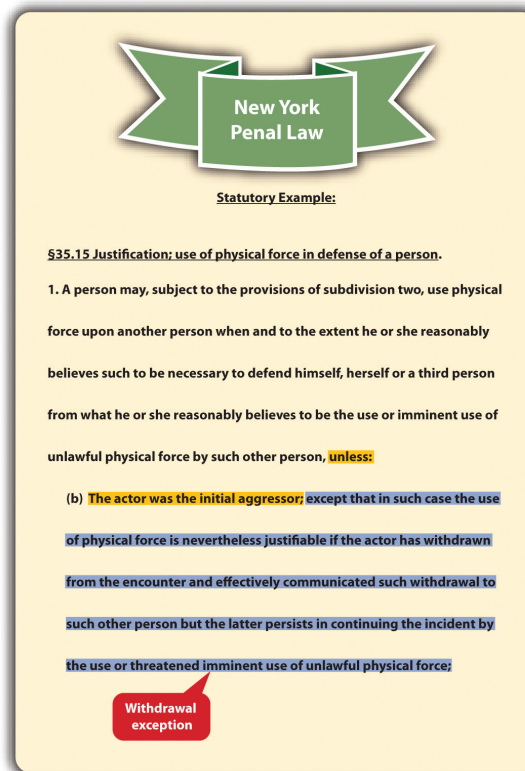 New York
Penal Law
Statutory Example:
§35.15 Justification; use of physical force in defense of a person.
1. A person may, subject to the provisions of subdivision two, use physical
force upon another person when and to the extent he or she reasonably
believes such to be necessary to defend himself, herself or a third person
from what he or she reasonably believes to be the use or imminent use of
unlawful physical force by such other person, unless:
(b) The actor was the initial aggressor; except that in such case the use
of physical force is nevertheless justifiable if the actor has withdrawn
from the encounter and effectively communicated such withdrawal to
such other person but the latter persists in continuing the incident by
the use or threatened imminent use of unlawful physical force;
Withdrawal
exception